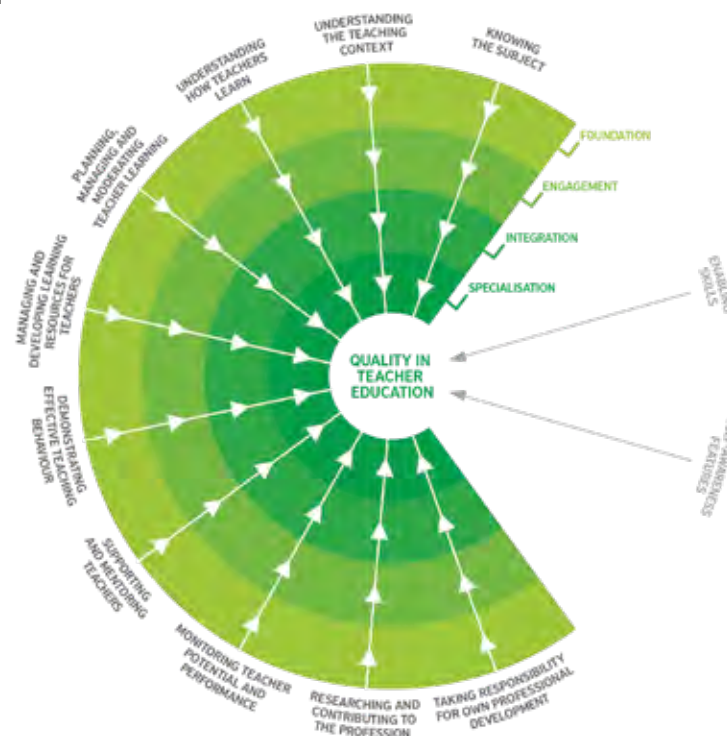 KNOWING
THE SUBJECT
UNDERSTANDING
THE TEACHING
CONTEXT
UNDERSTANDING
HOW TEACHERS
LEARN
PLANNING,
MANAGING AND
MODERATING
TEACHER LEARNING
MANAGING AND
DEVELOPING LEARNING
RESOURCES FOR
TEACHERS
DEMONSTRATING
EFFECTIVE TEACHING
BEHAVIOUR
SUPPORTING
AND MENTORING
TEACHERS
MONITORING TEACHER
POTENTIAL AND
PERFORMANCE
RESEARCHING AND
CONTRIBUTING TO
THE PROFESSION
TAKING RESPONSIBILITY
FOR OWN PROFESSIONAL
DEVELOPMENT
FOUNDATION
ENGAGEMENT
INTEGRATION
SPECIALISATION
QUALITY IN
TEACHER
EDUCATION
SKILLS
FEATURES